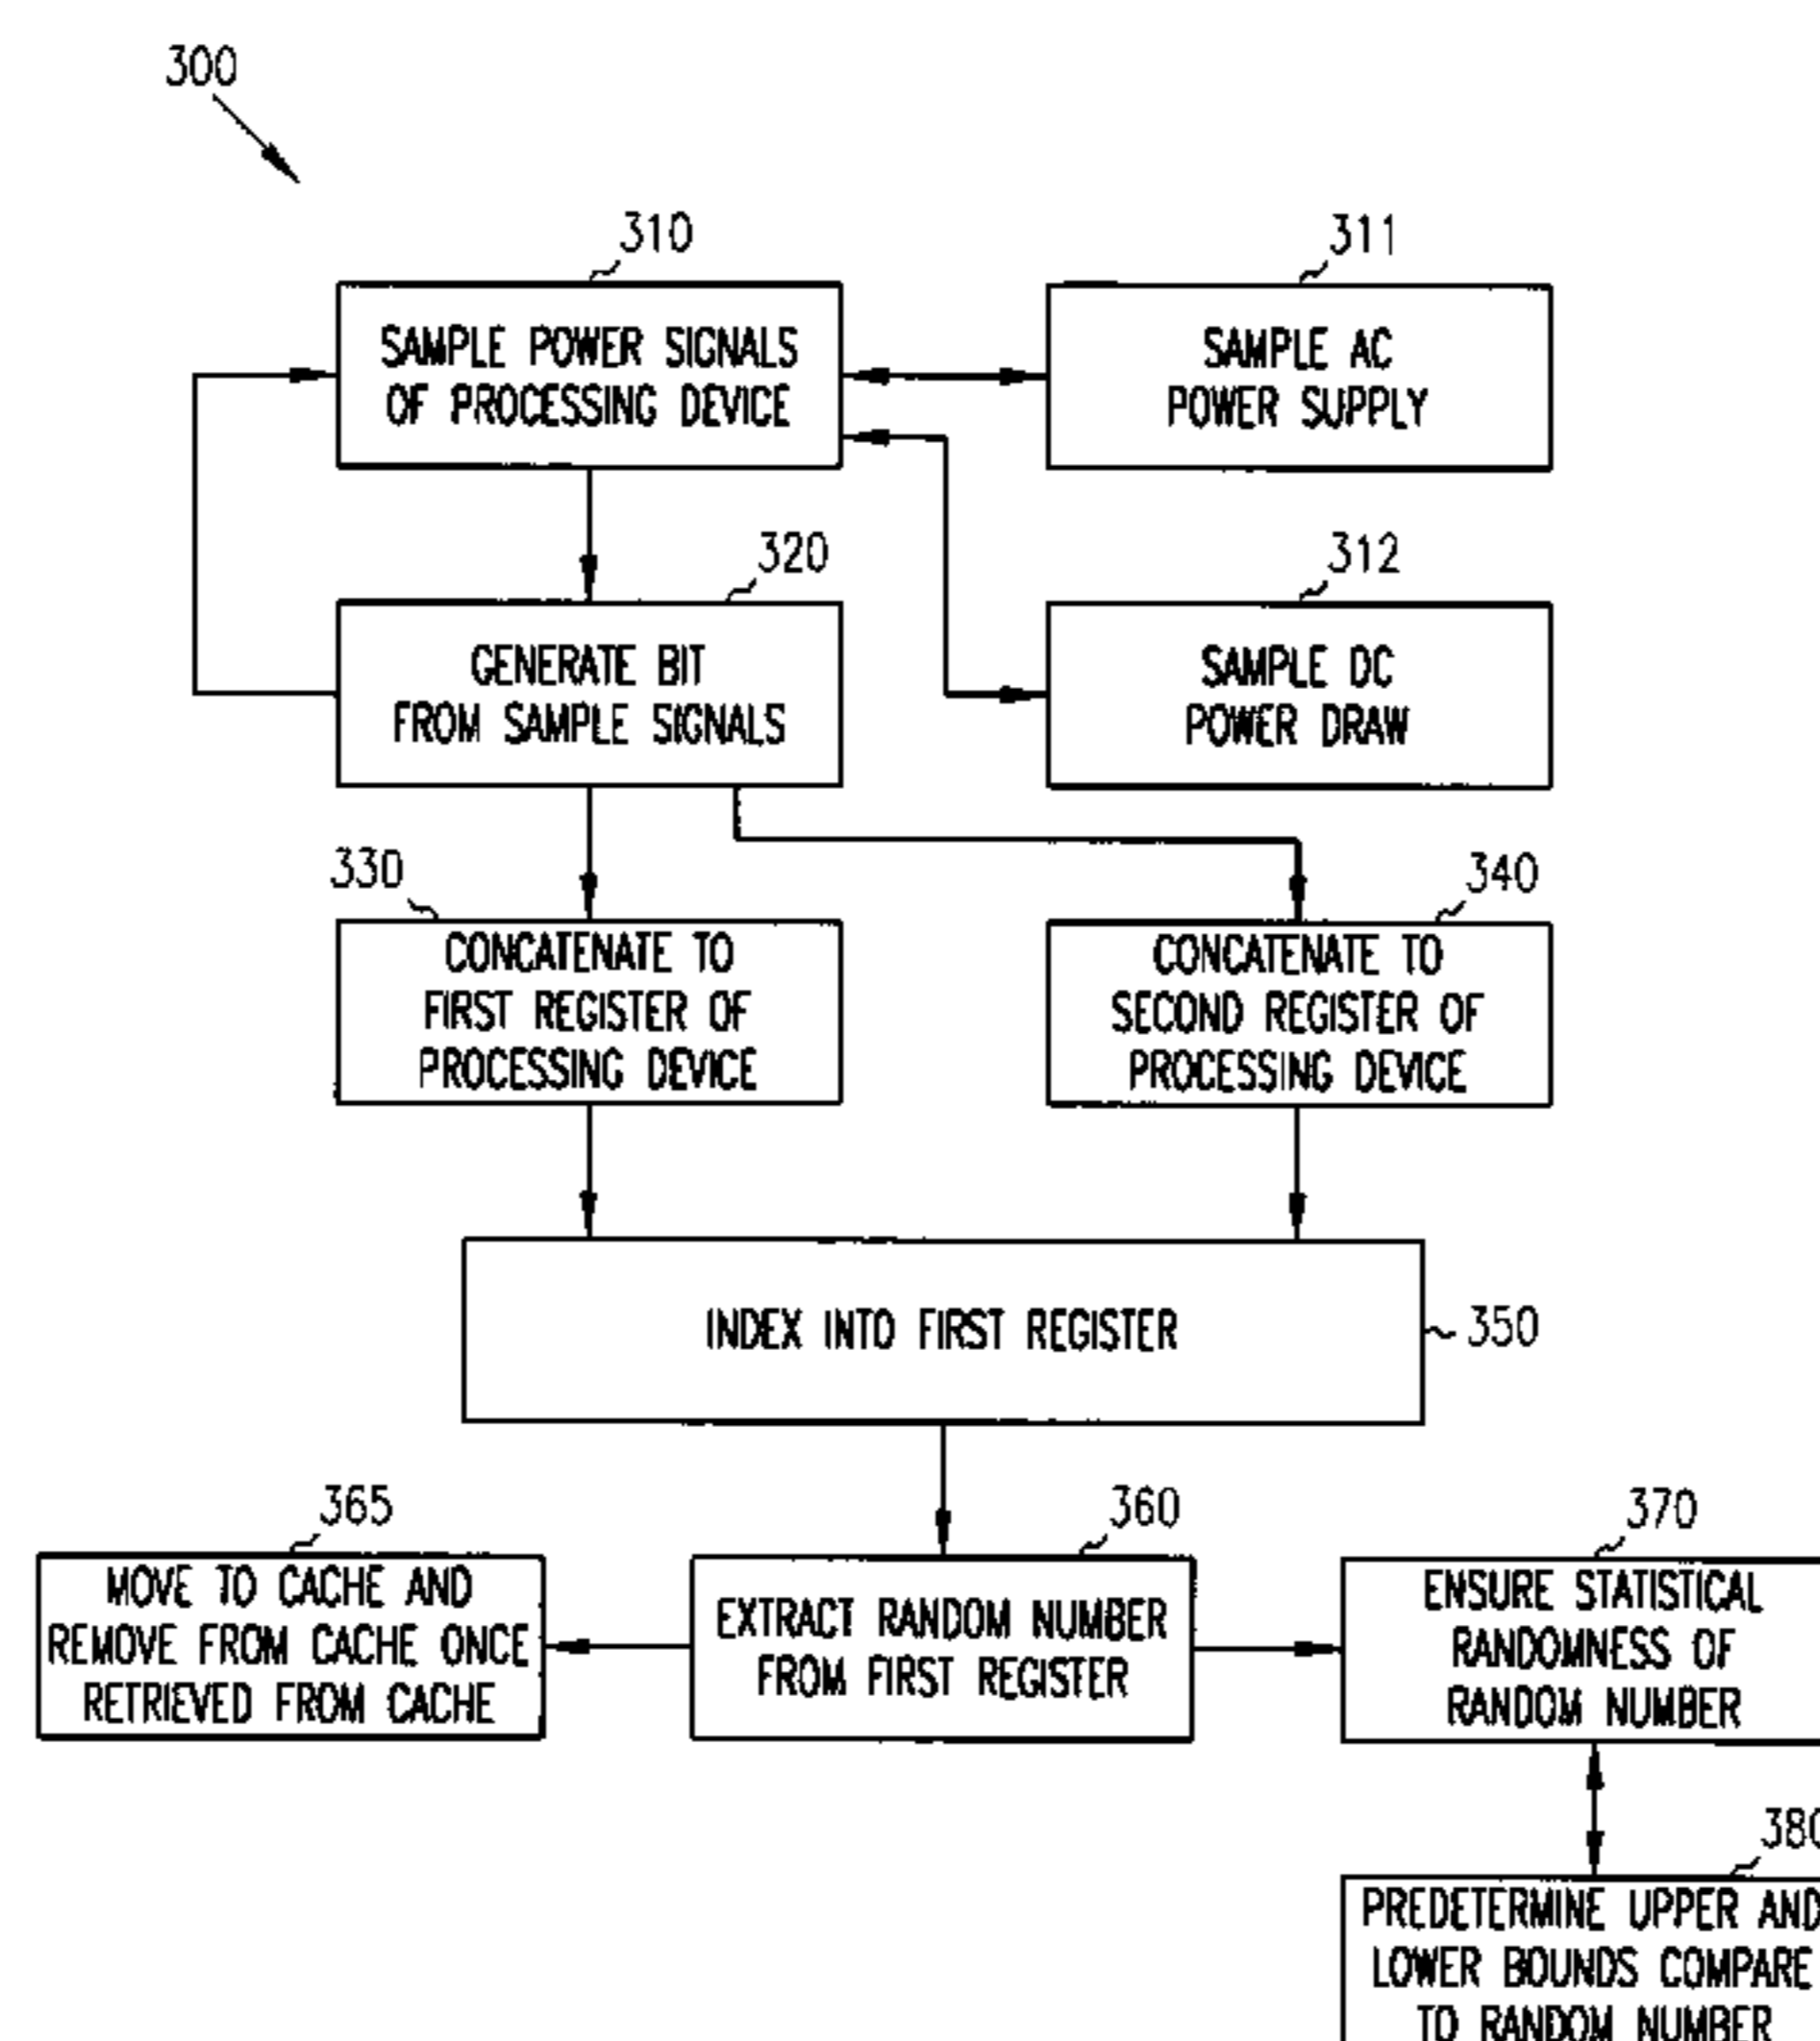 300
310
SAMPLE POWER SIGNALS
OF PROCESSING DEVICE
311
SAMPLE AC
POWER SUPPLY
320
GENERATE BIT
FROM SAMPLE SIGNALS
312
SAMPLE DC
POWER DRAW
330
CONCATENATE TO
FIRST REGISTER OF
PROCESSING DEVICE
340
CONCATENATE TO
SECOND REGISTER OF
PROCESSING DEVICE
INDEX INTO FIRST REGISTER
350
365
MOVE TO CACHE AND
REMOVE FROM CACHE ONCE
RETRIEVED FROM CACHE
360
EXTRACT RANDOM NUMBER
FROM FIRST REGISTER
370
ENSURE STATISTICAL
RANDOMNESS OF
RANDOM NUMBER
380
PREDETERMINE UPPER AND
LOWER BOUNDS COMPARE
TO RANDOM NUMBER